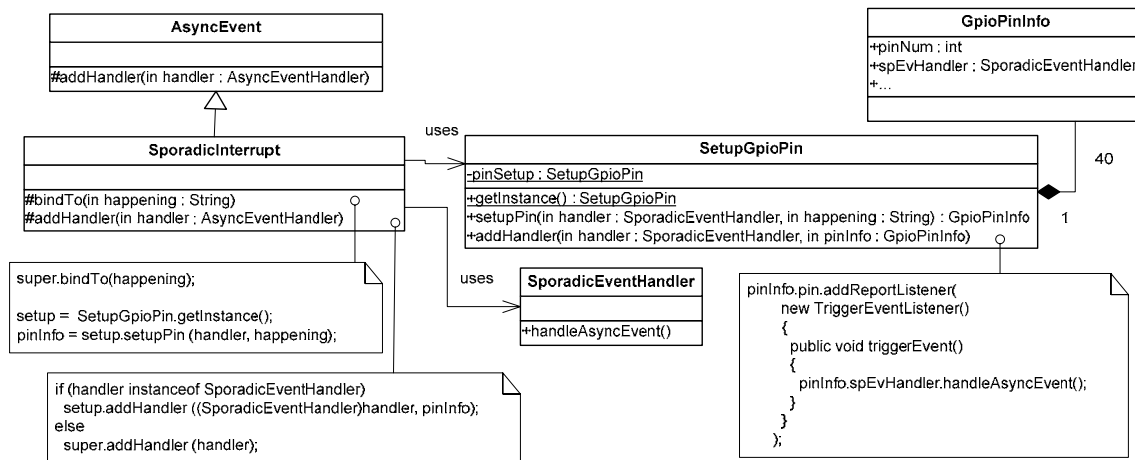 AsyncEvent
#addHandler(in handler : AsyncEventHandler)
GpioPinInfo
+pinNum : int
+spEvHandler : SporadicEventHandler
+...
uses
SporadicInterrupt
#bindTo(in happening : String)
#addHandler(in handler : AsyncEventHandler)
SetupGpioPin
-pinSetup : SetupGpioPin
+getInstance() : SetupGpioPin
+setupPin(in handler : SporadicEventHandler, in happening : String) : GpioPinInfo
+addHandler(in handler : SporadicEventHandler, in pinInfo : GpioPinInfo)
40
1
super.bindTo(happening);
setup = SetupGpioPin.getInstance();
pinInfo = setup.setupPin (handler, happening);
uses
SporadicEventHandler
+handleAsyncEvent()
if (handler instanceof SporadicEventHandler)
setup.addHandler ((SporadicEventHandler)handler, pinInfo);
else
super.addHandler (handler);
pinInfo.pin.addReportListener(
new TriggerEventListener()
{
public void triggerEvent()
{
pinInfo.spEvHandler.handleAsyncEvent();
}
}
);